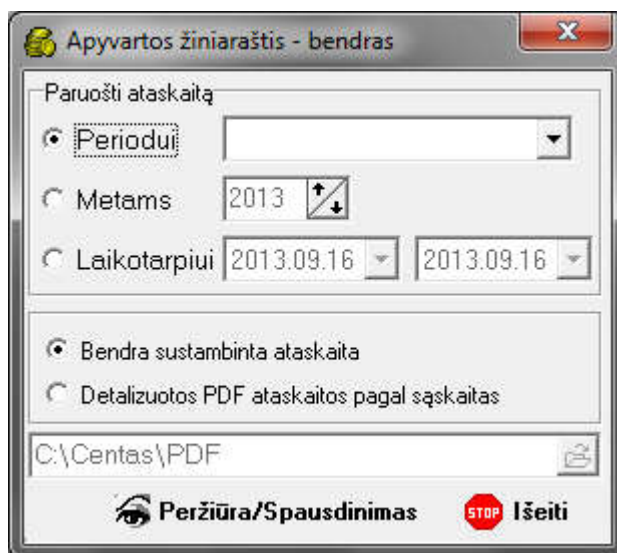 Apyvartos žiniaraštis - bendras
Paruošti ataskaitą
Periodui
Metams 2013
Laikotarpiui 2013.09.16 2013.09.16
Bendra sustambinta ataskaita
Detalizuotos PDF ataskaitos pagal sąskaitas
C:\Centas\PDF
Peržiūra/Spausdinimas STOP Išeiti